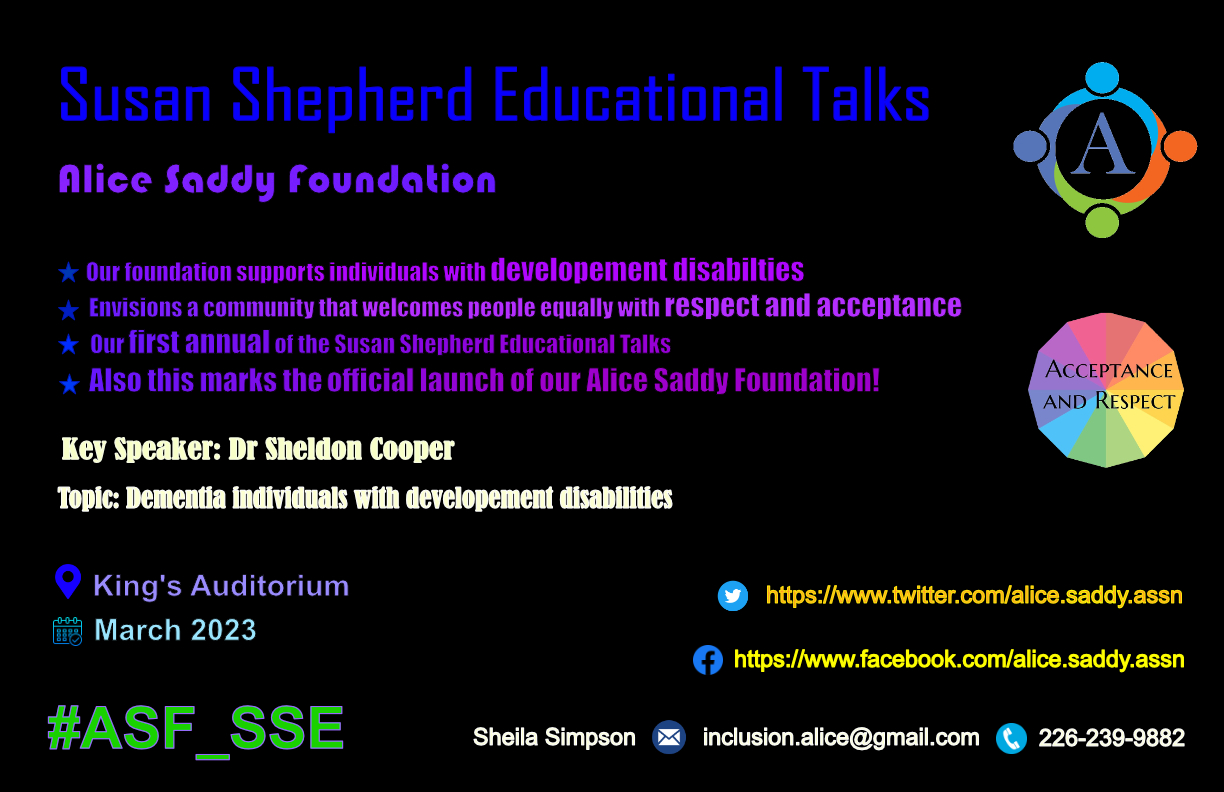 Susan Shepherd Educational Talks
A
Alice Saddy Foundation
Our foundation supports individuals with developement disabilties
Envisions a community that welcomes people equally with respect and acceptance
Our first annual of the Susan Shepherd Educational Talks
Also this marks the official launch of our Alice Saddy Foundation!
Acceptance
and Respect
Key Speaker: Dr Sheldon Cooper
Topic: Dementia individuals with developement disabilities
King's Auditorium
March 2023
https://www.twitter.com/alice.saddy.assn
https://www.facebook.com/alice.saddy.assn
#ASF_SSE
Sheila Simpson inclusion.alice@gmail.com 226-239-9882